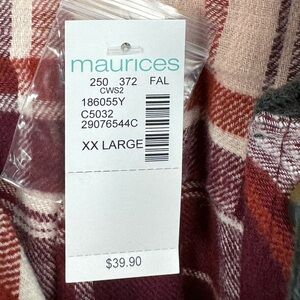 maurices
250 372 FAL
CWS2
186055Y
C5032
29076544C
XX LARGE
$39.90